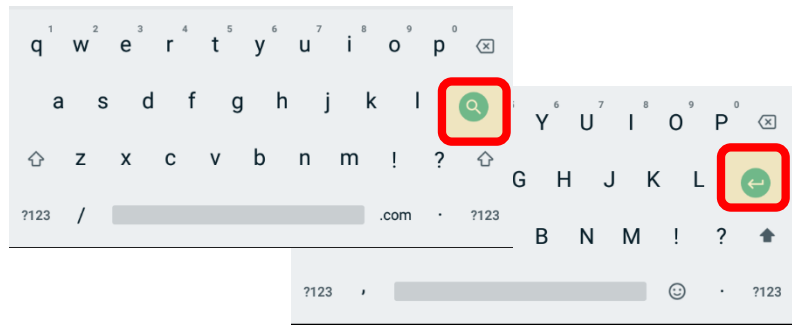 1 2 3 4 5 6 7 8 9 0
q w e r t y u i o p
a s d f g h j k l
z x c v b n m ! ?
?123 / .com . ?123
6 7 8 9 0
Y U I O P
G H J K L
B N M ! ?
?123 , . ?123